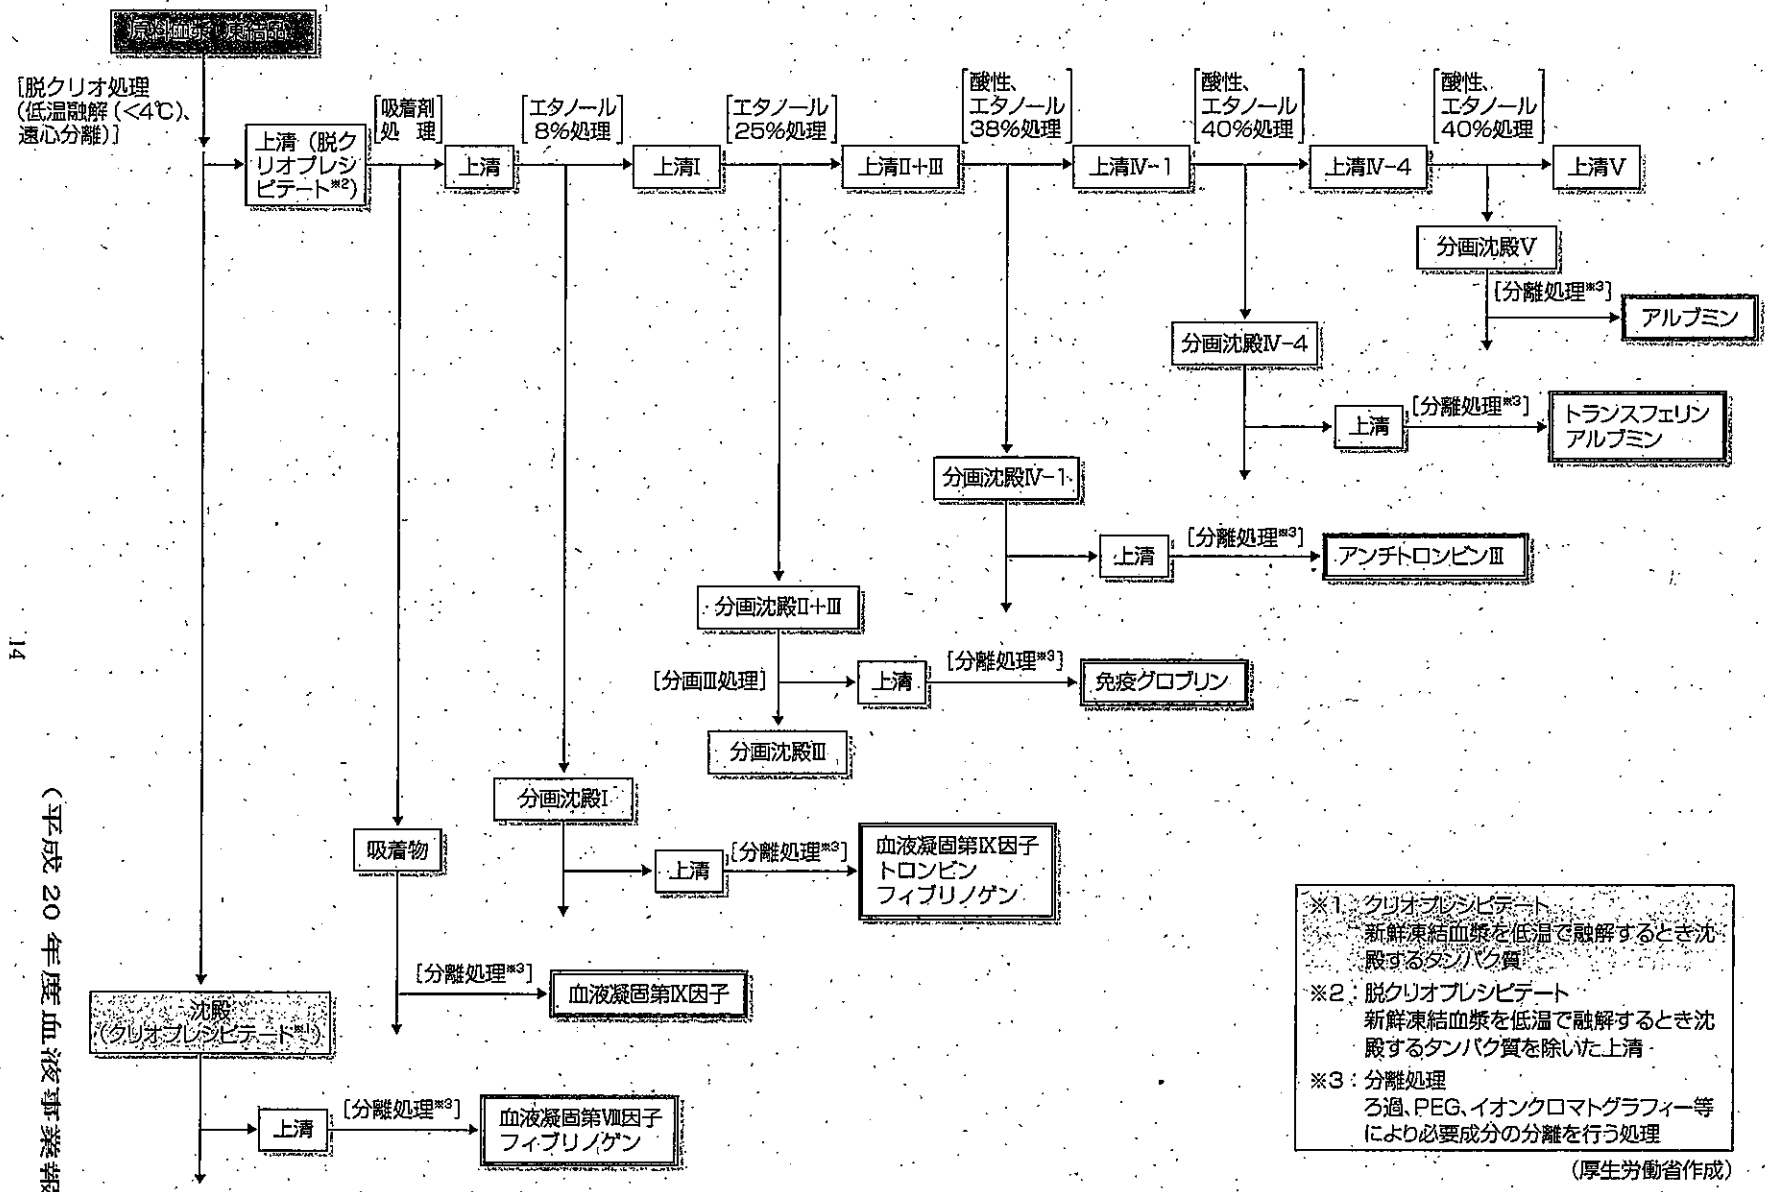 原料血漿(凍結品)
[脱クリオ処理
(低温融解(<4℃)、
遠心分離)]
上清(脱ク
リオプレシ
ピテート※2)
[吸着剤
処 理]
上清
[エタノール
8%処理]
上清Ⅰ
[エタノール
25%処理]
上清Ⅱ+Ⅲ
[酸性、
エタノール
38%処理]
上清Ⅳ-1
[酸性、
エタノール
40%処理]
上清Ⅳ-4
[酸性、
エタノール
40%処理]
上清Ⅴ
分画沈殿Ⅴ
[分離処理※3]
アルブミン
分画沈殿Ⅳ-4
上清
[分離処理※3]
トランスフェリン
アルブミン
分画沈殿Ⅳ-1
上清
[分離処理※3]
アンチトロンビンⅢ
分画沈殿Ⅱ+Ⅲ
[分画Ⅲ処理]
上清
[分離処理※3]
免疫グロブリン
分画沈殿Ⅲ
分画沈殿Ⅰ
上清
[分離処理※3]
血液凝固第Ⅸ因子
トロンビン
フィブリノゲン
吸着物
[分離処理※3]
血液凝固第Ⅸ因子
沈殿
(クリオプレシピテート※1)
上清
[分離処理※3]
血液凝固第Ⅷ因子
フィブリノゲン
※1:クリオプレシピテート
新鮮凍結血漿を低温で融解するとき沈
殿するタンパク質
※2:脱クリオプレシピテート
新鮮凍結血漿を低温で融解するとき沈
殿するタンパク質を除いた上清
※3:分離処理
ろ過、PEG、イオンクロマトグラフィー等
により必要成分の分離を行う処理
(厚生労働省作成)
14
(平成20年度血液事業報